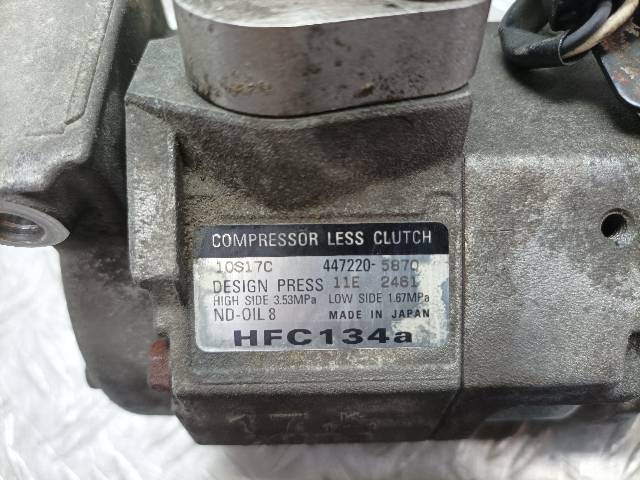 COMPRESSOR LESS CLUTCH
10S17C 447220-5870
DESIGN PRESS 11E 2461
HIGH SIDE 3.53MPa LOW SIDE 1.67MPa
ND-OIL 8 MADE IN JAPAN
HFC134a